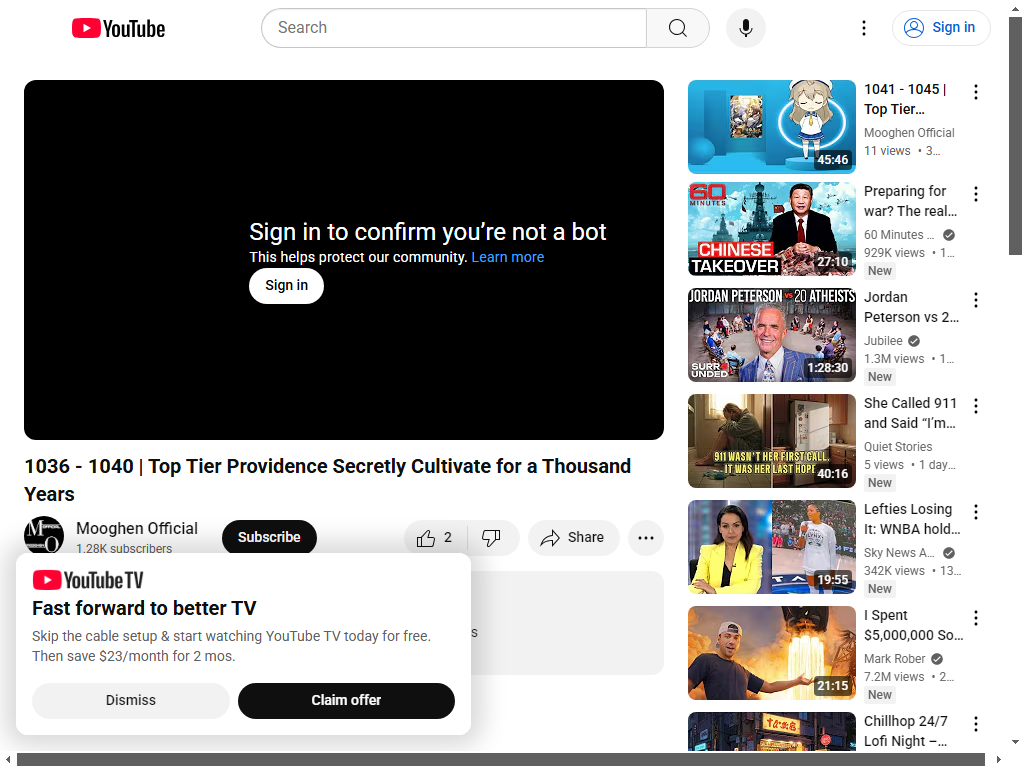 YouTube
Search
Sign in
Sign in to confirm you’re not a bot
This helps protect our community. Learn more
Sign in
1036 - 1040 | Top Tier Providence Secretly Cultivate for a Thousand
Years
Mooghen Official
1.28K subscribers
Subscribe
2
Share
YouTube TV
Fast forward to better TV
Skip the cable setup & start watching YouTube TV today for free.
Then save $23/month for 2 mos.
Dismiss
Claim offer
45:46
1041 - 1045 |
Top Tier...
Mooghen Official
11 views • 3...
60
MINUTES
CHINESE
TAKEOVER
27:10
Preparing for
war? The real...
60 Minutes ...
929K views • 1...
New
JORDAN PETERSON vs 20 ATHEISTS
SURROUNDED
1:28:30
Jordan
Peterson vs 2...
Jubilee
1.3M views • 1...
New
911 WASN'T HER FIRST CALL.
IT WAS HER LAST HOPE
40:16
She Called 911
and Said “I’m...
Quiet Stories
5 views • 1 day...
New
19:55
Lefties Losing
It: WNBA hold...
Sky News A...
342K views • 13...
New
21:15
I Spent
$5,000,000 So...
Mark Rober
7.2M views • 2...
New
Chillhop 24/7
Lofi Night –...